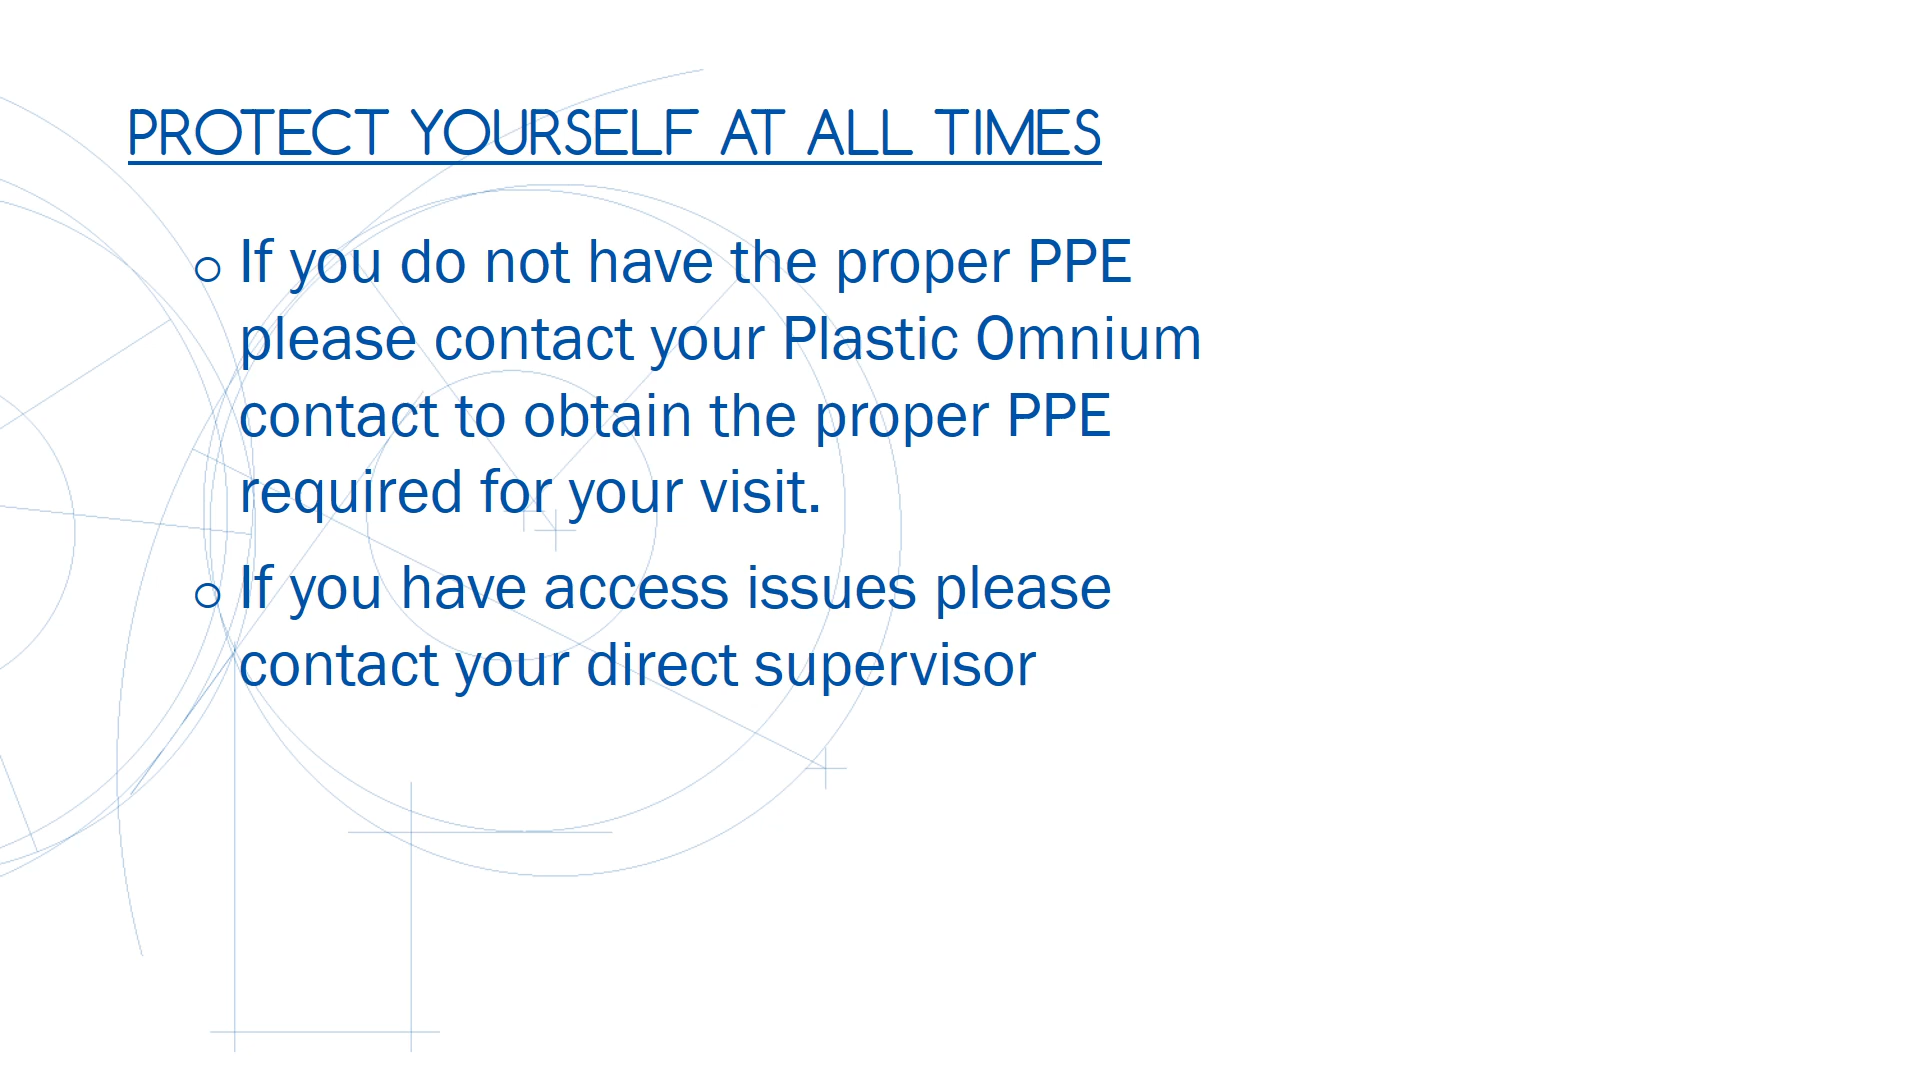 PROTECT YOURSELF AT ALL TIMES
○ If you do not have the proper PPE
please contact your Plastic Omnium
contact to obtain the proper PPE
required for your visit.
○ If you have access issues please
contact your direct supervisor